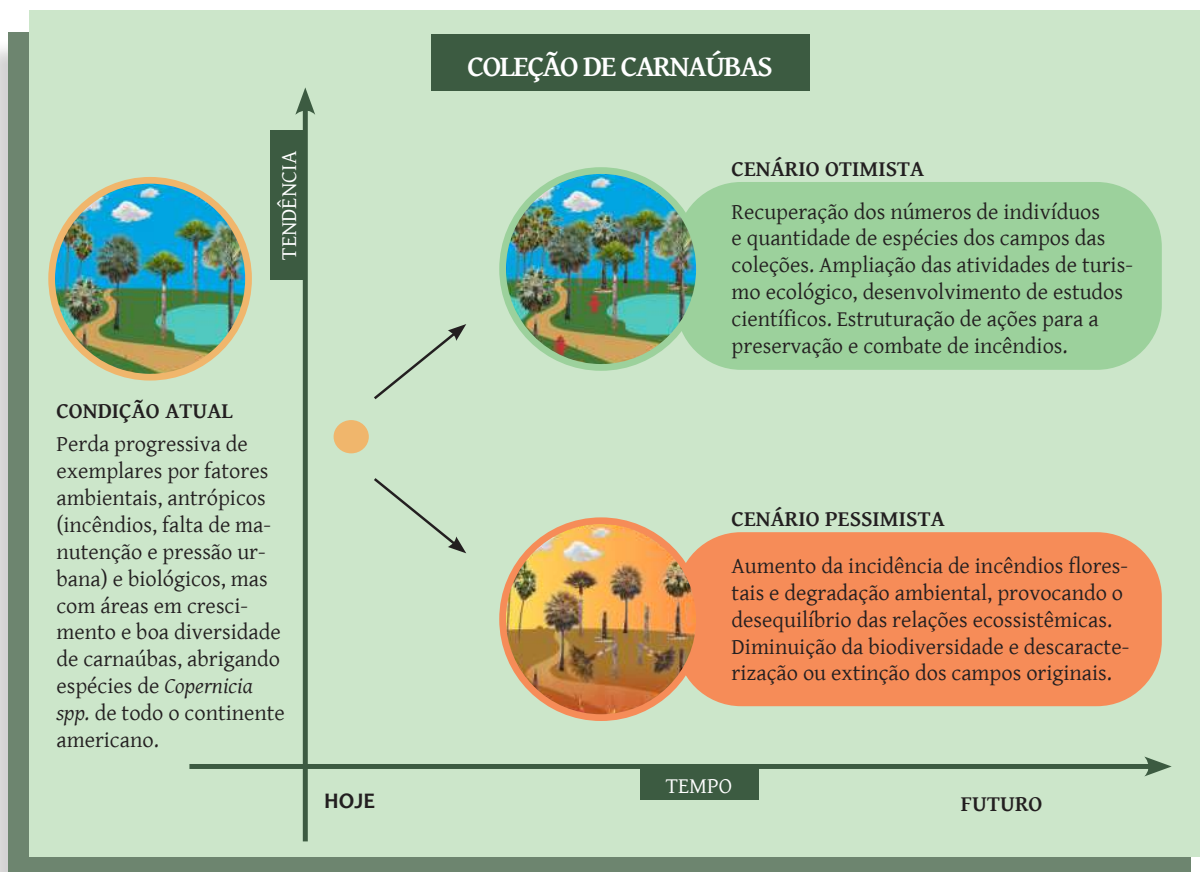 COLEÇÃO DE CARNAÚBAS
TENDÊNCIA
CONDIÇÃO ATUAL
Perda progressiva de
exemplares por fatores
ambientais, antrópicos
(incêndios, falta de ma-
nutenção e pressão ur-
bana) e biológicos, mas
com áreas em cresci-
mento e boa diversidade
de carnaúbas, abrigando
espécies de Copernicia
spp. de todo o continente
americano.
CENÁRIO OTIMISTA
Recuperação dos números de indivíduos
e quantidade de espécies dos campos das
coleções. Ampliação das atividades de turis-
mo ecológico, desenvolvimento de estudos
científicos. Estruturação de ações para a
preservação e combate de incêndios.
CENÁRIO PESSIMISTA
Aumento da incidência de incêndios flores-
tais e degradação ambiental, provocando o
desequilíbrio das relações ecossistêmicas.
Diminuição da biodiversidade e descaracte-
rização ou extinção dos campos originais.
HOJE
TEMPO
FUTURO